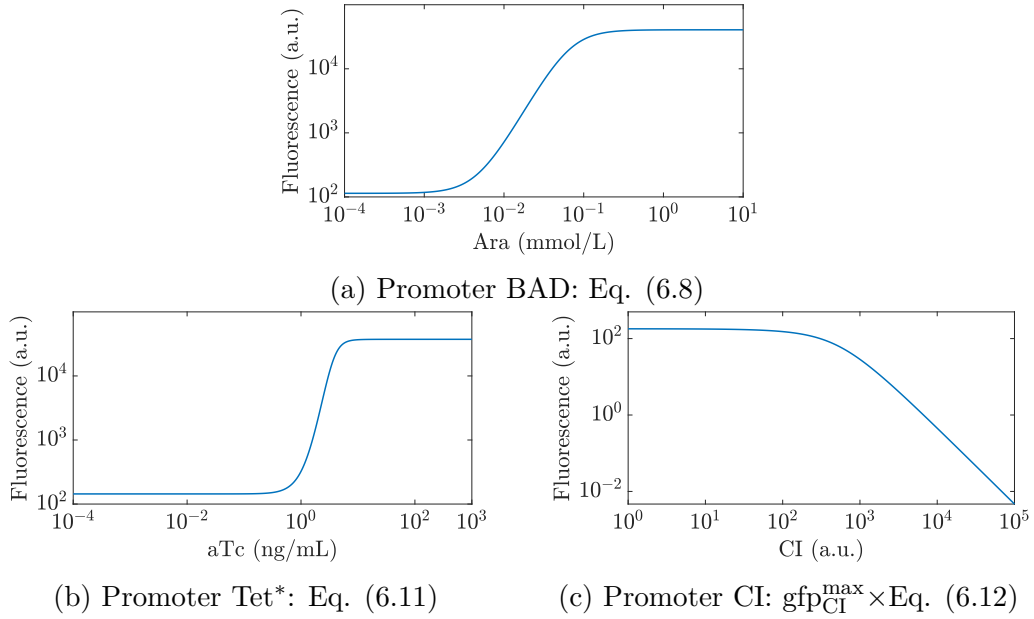 Fluorescence (a.u.)
10^4
10^3
10^2
10^-4 10^-3 10^-2 10^-1 10^0 10^1
Ara (mmol/L)
(a) Promoter BAD: Eq. (6.8)
Fluorescence (a.u.)
10^4
10^3
10^2
10^-4 10^-2 10^0 10^2 10^3
aTc (ng/mL)
(b) Promoter Tet*: Eq. (6.11)
Fluorescence (a.u.)
10^2
10^0
10^-2
10^0 10^1 10^2 10^3 10^4 10^5
CI (a.u.)
(c) Promoter CI: gfp_CI^max×Eq. (6.12)